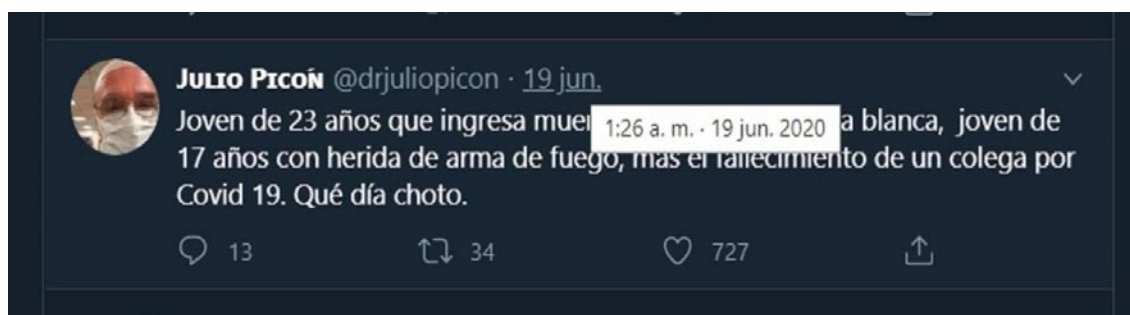 Julio Picón @drjuliopicon · 19 jun.
Joven de 23 años que ingresa a blanca, joven de
1:26 a. m. · 19 jun. 2020
17 años con herida de arma de fuego, mas el fallecimiento de un colega por
Covid 19. Qué día choto.
13 34 727